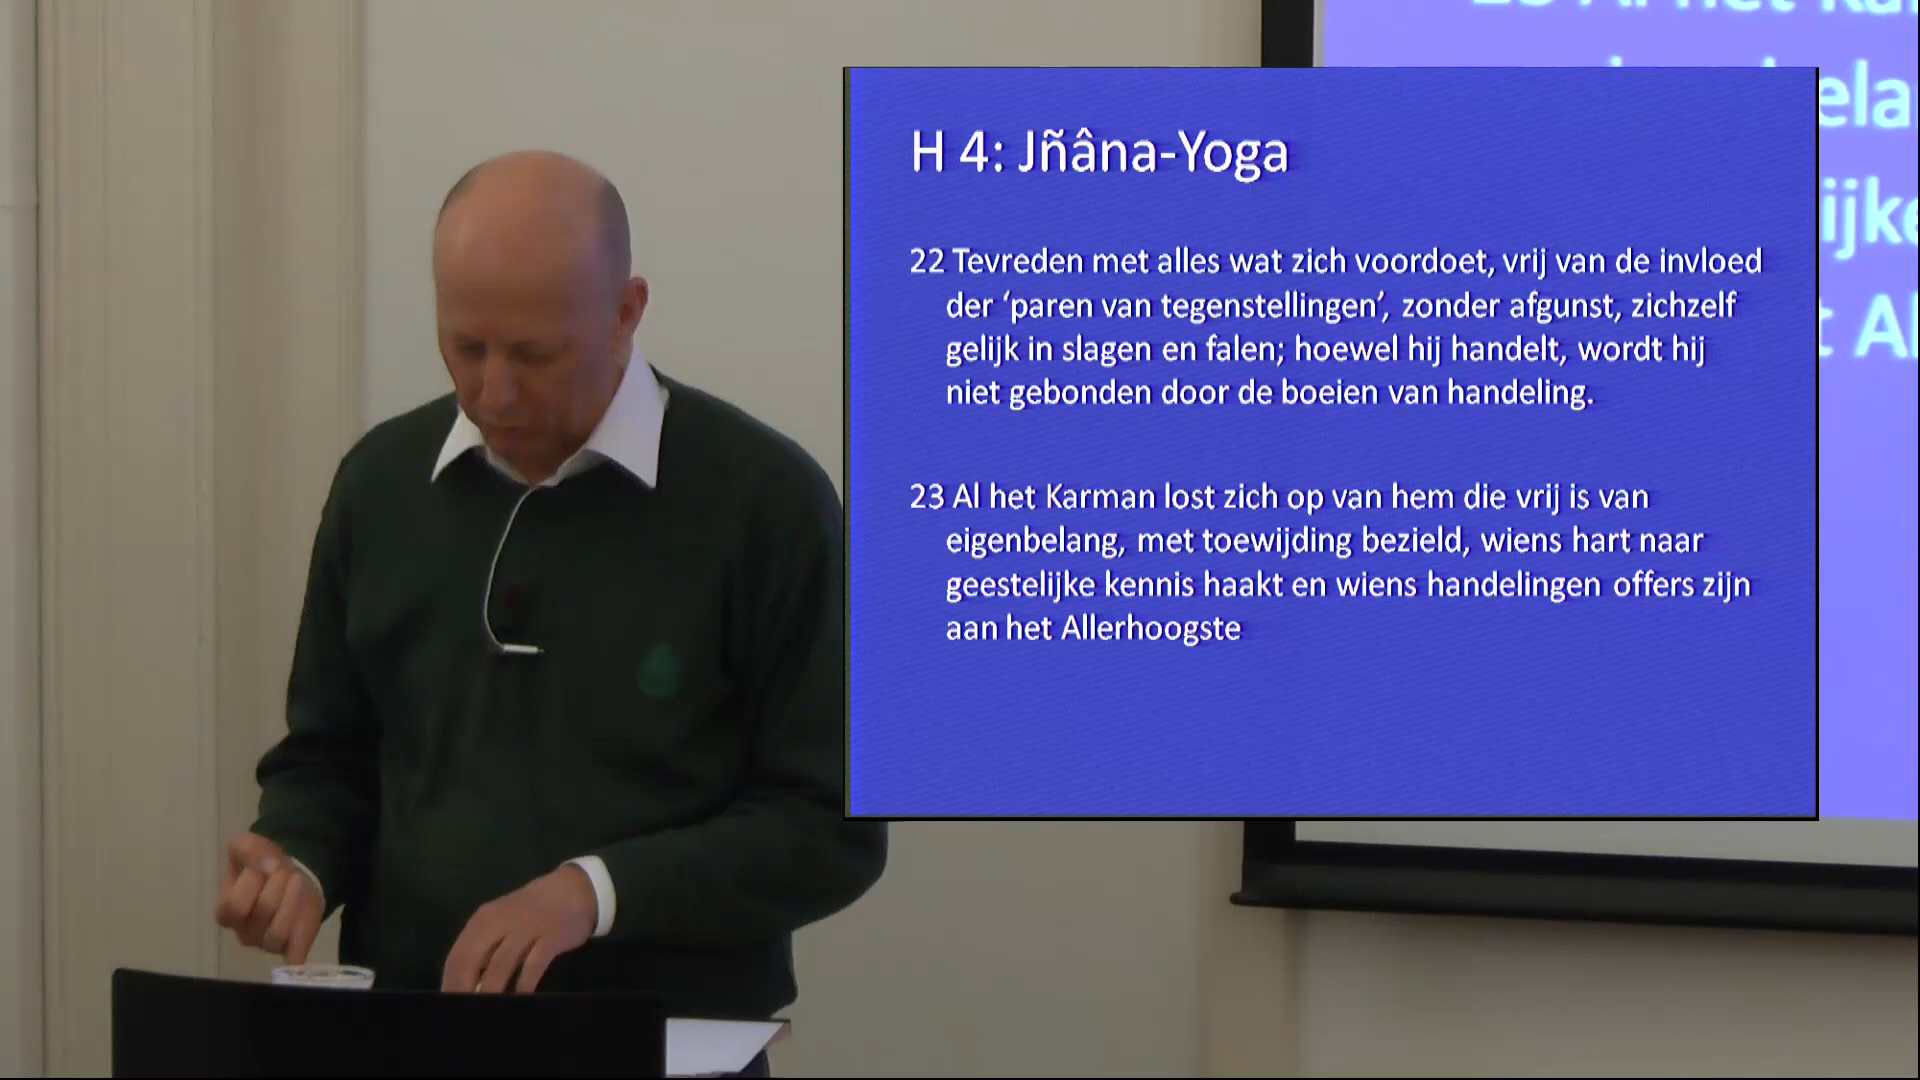 H 4: Jñâna-Yoga
22 Tevreden met alles wat zich voordoet, vrij van de invloed
der ‘paren van tegenstellingen’, zonder afgunst, zichzelf
gelijk in slagen en falen; hoewel hij handelt, wordt hij
niet gebonden door de boeien van handeling.
23 Al het Karman lost zich op van hem die vrij is van
eigenbelang, met toewijding bezield, wiens hart naar
geestelijke kennis haakt en wiens handelingen offers zijn
aan het Allerhoogste